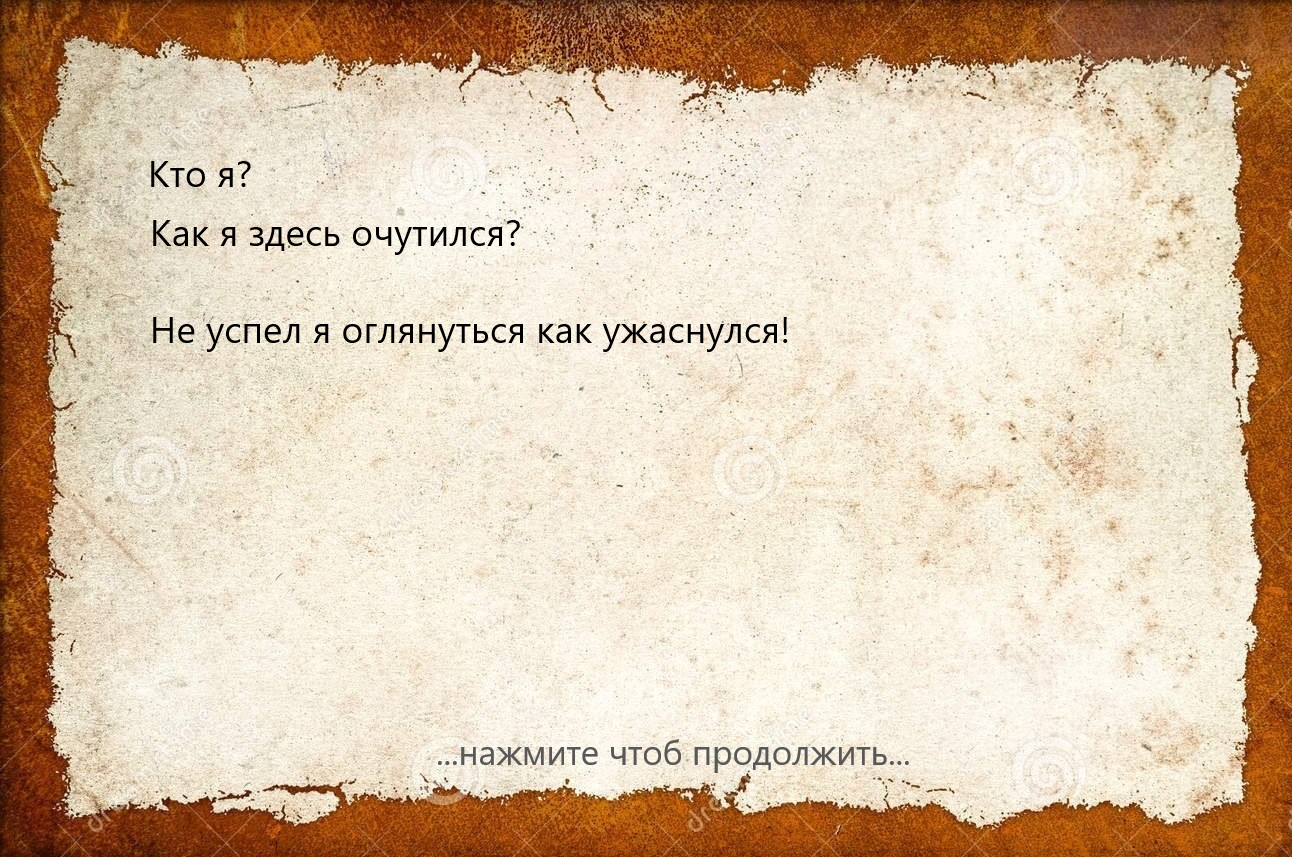 Кто я?
Как я здесь очутился?
Не успел я оглянуться как ужаснулся!
...нажмите чтоб продолжить...